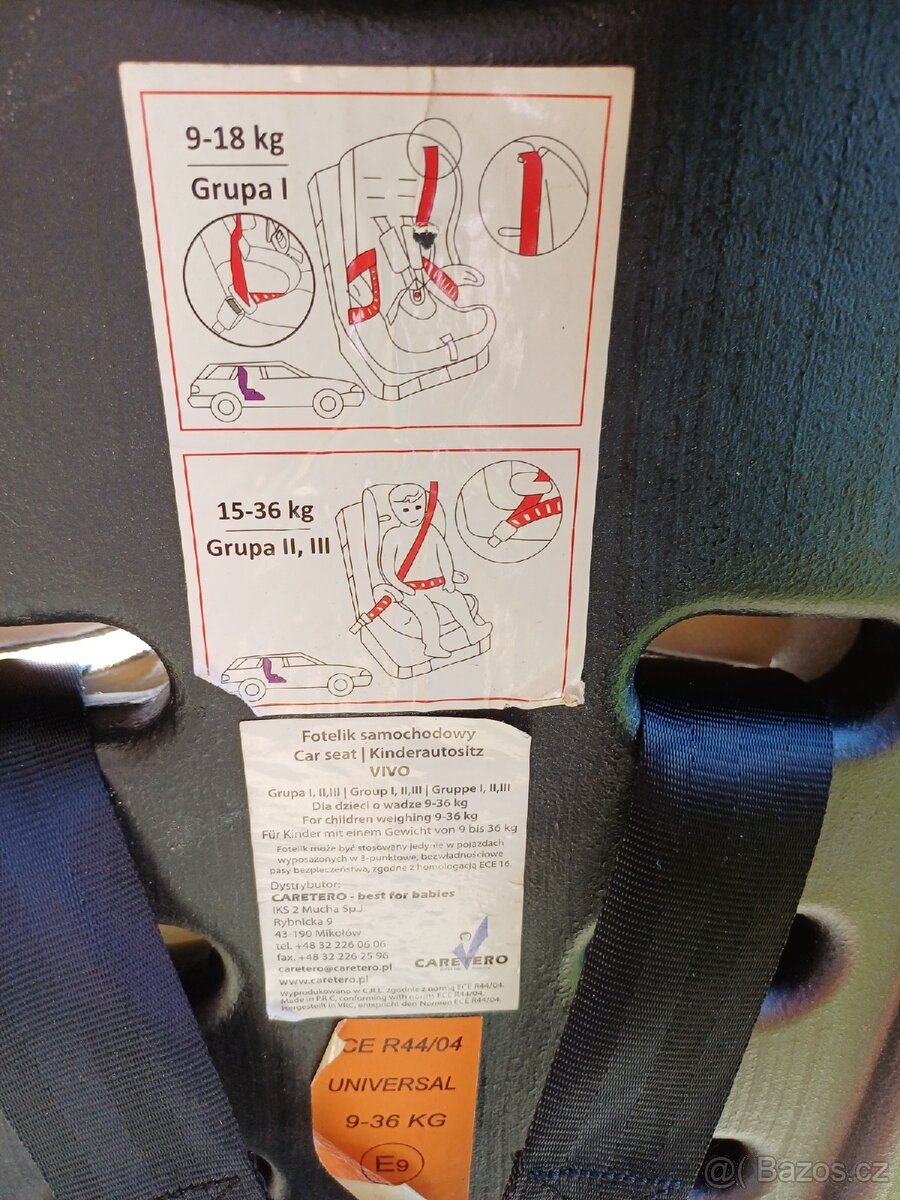 9-18 kg
Grupa I
15-36 kg
Grupa II, III
Fotelik samochodowy
Car seat | Kinderautositz
VIVO
Grupa I, II,III | Group I, II,III | Gruppe I, II,III
Dla dzieci o wadze 9-36 kg
For children weighing 9-36 kg
Für Kinder mit einem Gewicht von 9 bis 36 kg
Fotelik może być stosowany jedynie w pojazdach
wyposażonych w 3-punktowe, bezwładnościowe
pasy bezpieczeństwa, zgodne z homologacją ECE 16.
Dystrybutor:
CARETERO - best for babies
IKS 2 Mucha Sp.J.
Rybnicka 9
43-190 Mikołów
tel. +48 32 226 06 06
fax. +48 32 226 25 96
caretero@caretero.pl
www.caretero.pl
CARETERO
Wyprodukowano w C.R.L. zgodnie z normą ECE R44/04.
Made in P.R.C. conforming with norm ECE R44/04.
Hergestellt in VRC, entspricht den Normen ECE R44/04.
CE R44/04
UNIVERSAL
9-36 KG
E9
@( Bazos.cz